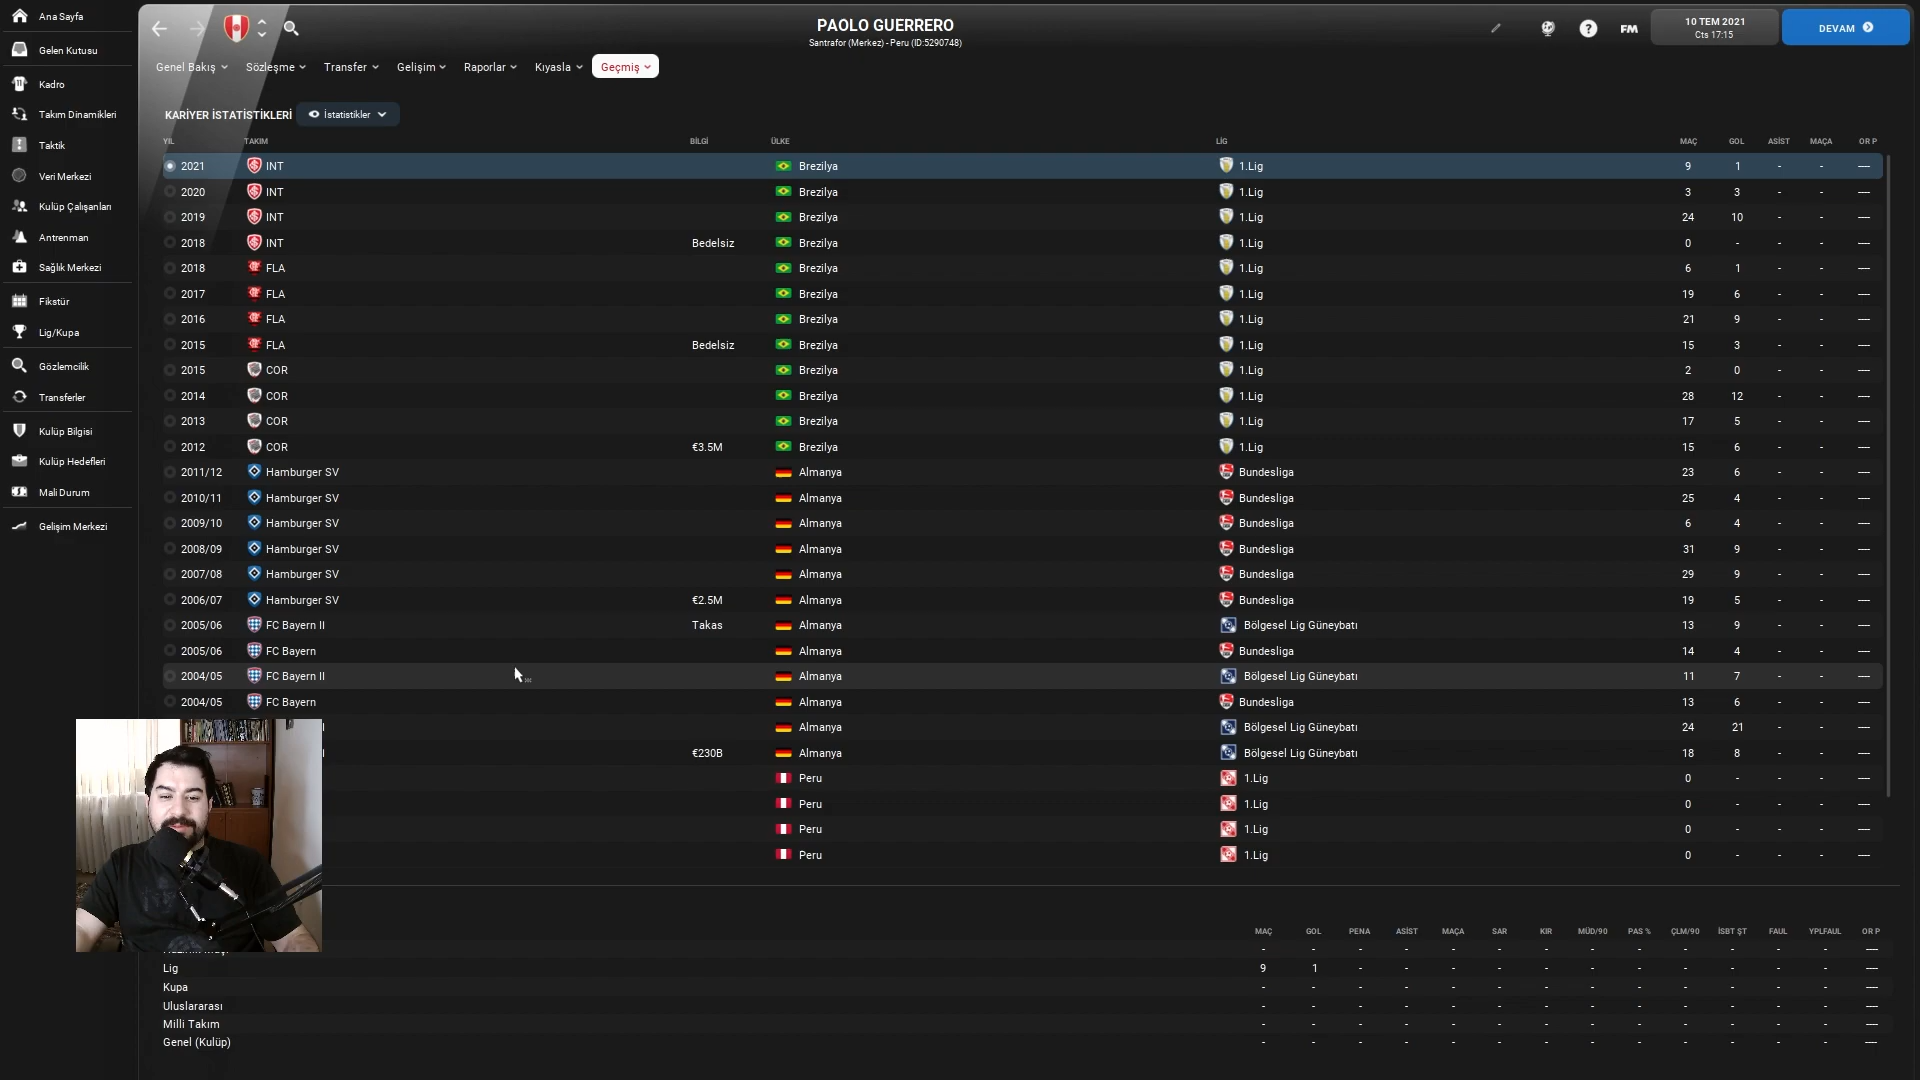 Ana Sayfa
Gelen Kutusu
Kadro
Takım Dinamikleri
Taktik
Veri Merkezi
Kulüp Çalışanları
Antrenman
Sağlık Merkezi
Fikstür
Lig/Kupa
Gözlemcilik
Transferler
Kulüp Bilgisi
Kulüp Hedefleri
Mali Durum
Gelişim Merkezi
PAOLO GUERRERO
Santrafor (Merkez) - Peru (ID:5290748)
?
FM
10 TEM 2021
Cts 17:15
DEVAM
Genel Bakış Sözleşme Transfer Gelişim Raporlar Kıyasla Geçmiş
KARİYER İSTATİSTİKLERİ İstatistikler
YIL TAKIM BİLGİ ÜLKE LİG MAÇ GOL ASİST MAÇA OR P
2021 INT Brezilya 1.Lig 9 1 - - ---
2020 INT Brezilya 1.Lig 3 3 - - ---
2019 INT Brezilya 1.Lig 24 10 - - ---
2018 INT Bedelsiz Brezilya 1.Lig 0 - - - ---
2018 FLA Brezilya 1.Lig 6 1 - - ---
2017 FLA Brezilya 1.Lig 19 6 - - ---
2016 FLA Brezilya 1.Lig 21 9 - - ---
2015 FLA Bedelsiz Brezilya 1.Lig 15 3 - - ---
2015 COR Brezilya 1.Lig 2 0 - - ---
2014 COR Brezilya 1.Lig 28 12 - - ---
2013 COR Brezilya 1.Lig 17 5 - - ---
2012 COR €3.5M Brezilya 1.Lig 15 6 - - ---
2011/12 Hamburger SV Almanya Bundesliga 23 6 - - ---
2010/11 Hamburger SV Almanya Bundesliga 25 4 - - ---
2009/10 Hamburger SV Almanya Bundesliga 6 4 - - ---
2008/09 Hamburger SV Almanya Bundesliga 31 9 - - ---
2007/08 Hamburger SV Almanya Bundesliga 29 9 - - ---
2006/07 Hamburger SV €2.5M Almanya Bundesliga 19 5 - - ---
2005/06 FC Bayern II Takas Almanya Bölgesel Lig Güneybatı 13 9 - - ---
2005/06 FC Bayern Almanya Bundesliga 14 4 - - ---
2004/05 FC Bayern II Almanya Bölgesel Lig Güneybatı 11 7 - - ---
2004/05 FC Bayern Almanya Bundesliga 13 6 - - ---
Almanya Bölgesel Lig Güneybatı 24 21 - - ---
€230B Almanya Bölgesel Lig Güneybatı 18 8 - - ---
Peru 1.Lig 0 - - - ---
Peru 1.Lig 0 - - - ---
Peru 1.Lig 0 - - - ---
Peru 1.Lig 0 - - - ---
MAÇ GOL PENA ASİST MAÇA SAR KIR MÜD/90 PAS % ÇLM/90 İSBT ŞT FAUL YPLFAUL OR P
- - - - - - - - - - - - - ---
Lig 9 1 - - - - - - - - - - - ---
Kupa - - - - - - - - - - - - - ---
Uluslararası - - - - - - - - - - - - - ---
Milli Takım - - - - - - - - - - - - - ---
Genel (Kulüp) - - - - - - - - - - - - - ---